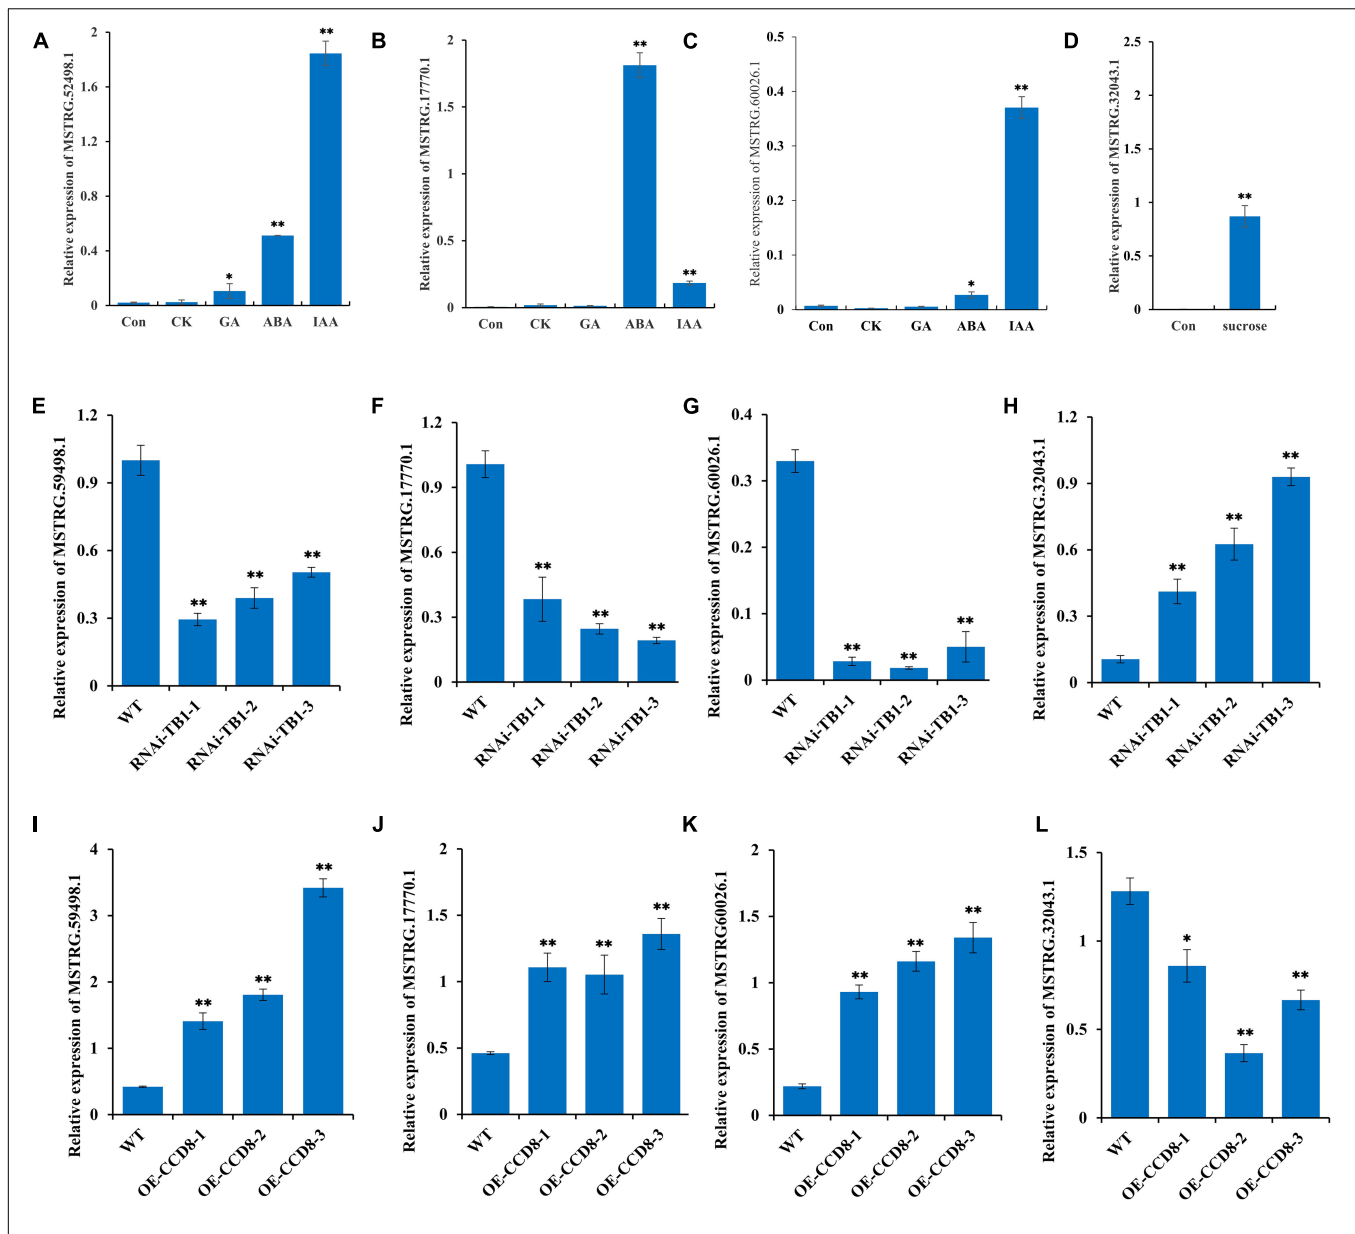 A
Relative expression of MSTRG.52498.1
2
1.6
1.2
0.8
0.4
0
*
**
**
Con CK GA ABA IAA
B
Relative expression of MSTRG.17770.1
2
1.5
1
0.5
0
**
**
Con CK GA ABA IAA
C
Relative expression of MSTRG.60026.1
0.5
0.4
0.3
0.2
0.1
0
*
**
Con CK GA ABA IAA
D
Relative expression of MSTRG.32043.1
2.5
2
1.5
1
0.5
0
**
Con sucrose
E
Relative expression of MSTRG.59498.1
1.2
0.9
0.6
0.3
0
**
**
**
WT RNAi-TB1-1 RNAi-TB1-2 RNAi-TB1-3
F
Relative expression of MSTRG.17770.1
1.2
0.9
0.6
0.3
0
**
**
**
WT RNAi-TB1-1 RNAi-TB1-2 RNAi-TB1-3
G
Relative expression of MSTRG.60026.1
0.4
0.3
0.2
0.1
0
**
**
**
WT RNAi-TB1-1 RNAi-TB1-2 RNAi-TB1-3
H
Relative expression of MSTRG.32043.1
1.2
0.9
0.6
0.3
0
**
**
**
WT RNAi-TB1-1 RNAi-TB1-2 RNAi-TB1-3
I
Relative expression of MSTRG.59498.1
4
3
2
1
0
**
**
**
WT OE-CCD8-1 OE-CCD8-2 OE-CCD8-3
J
Relative expression of MSTRG.17770.1
2
1.5
1
0.5
0
**
**
**
WT OE-CCD8-1 OE-CCD8-2 OE-CCD8-3
K
Relative expression of MSTRG60026.1
2
1.5
1
0.5
0
**
**
**
WT OE-CCD8-1 OE-CCD8-2 OE-CCD8-3
L
Relative expression of MSTRG.32043.1
1.5
1
0.5
0
*
**
**
WT OE-CCD8-1 OE-CCD8-2 OE-CCD8-3